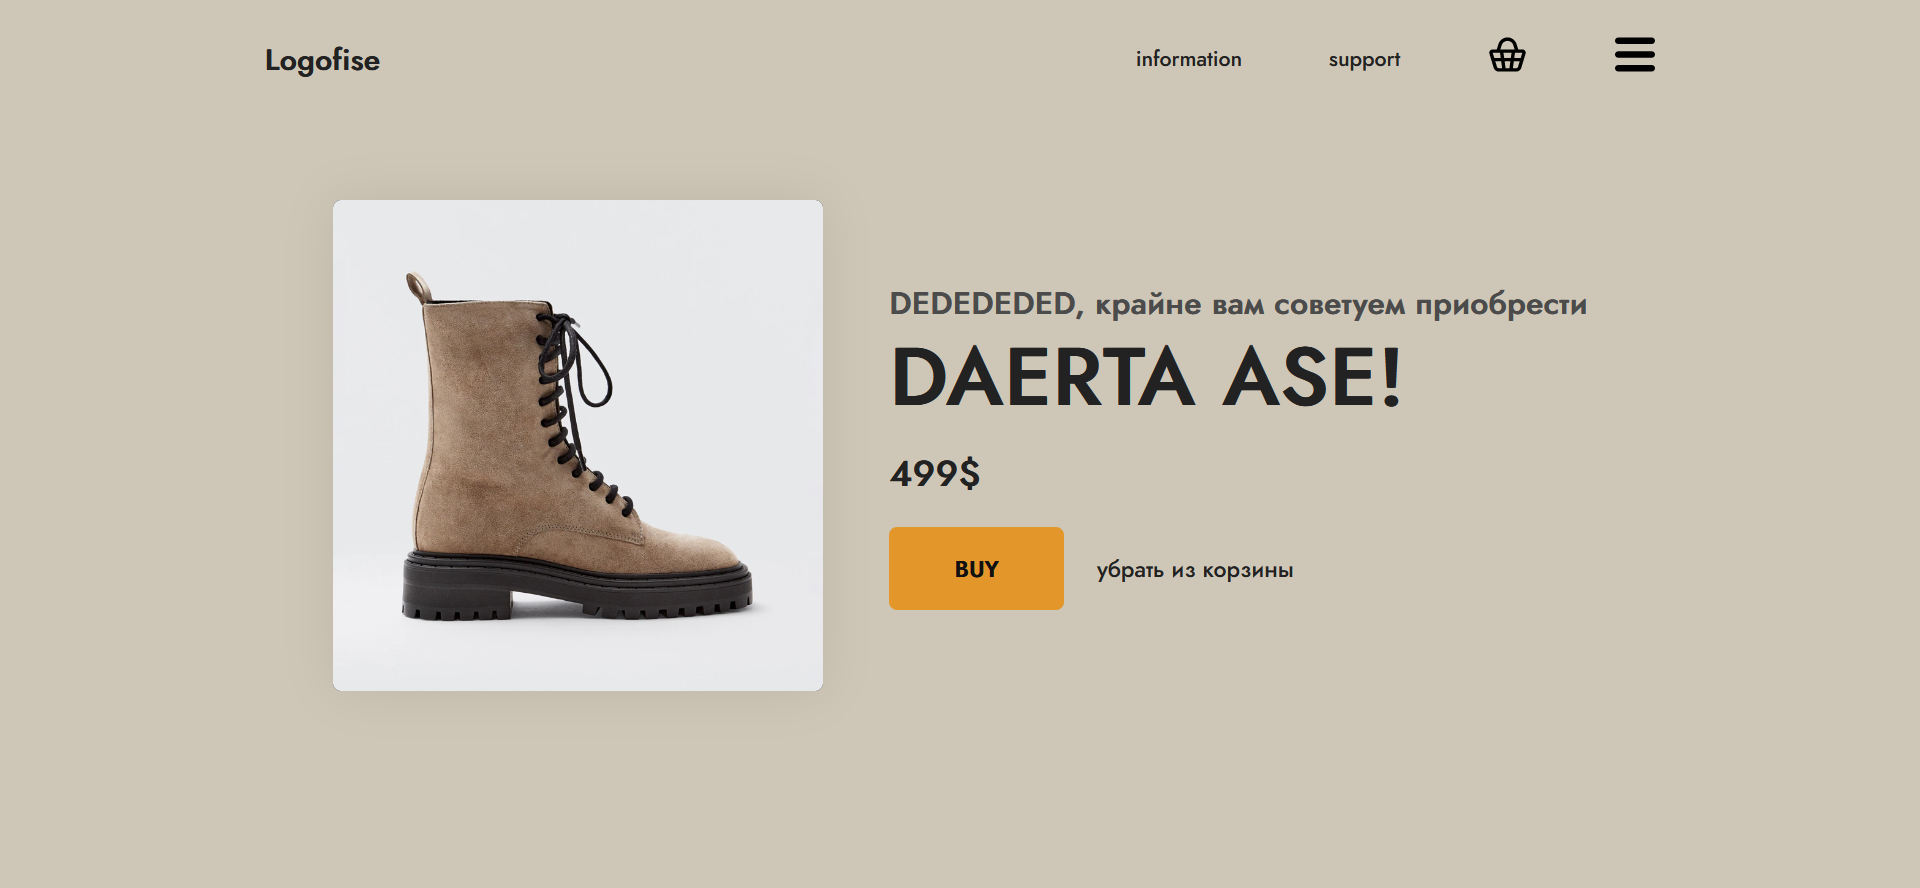 Logofise
information
support
DEDEDEDED, крайне вам советуем приобрести
DAERTA ASE!
499$
BUY
убрать из корзины